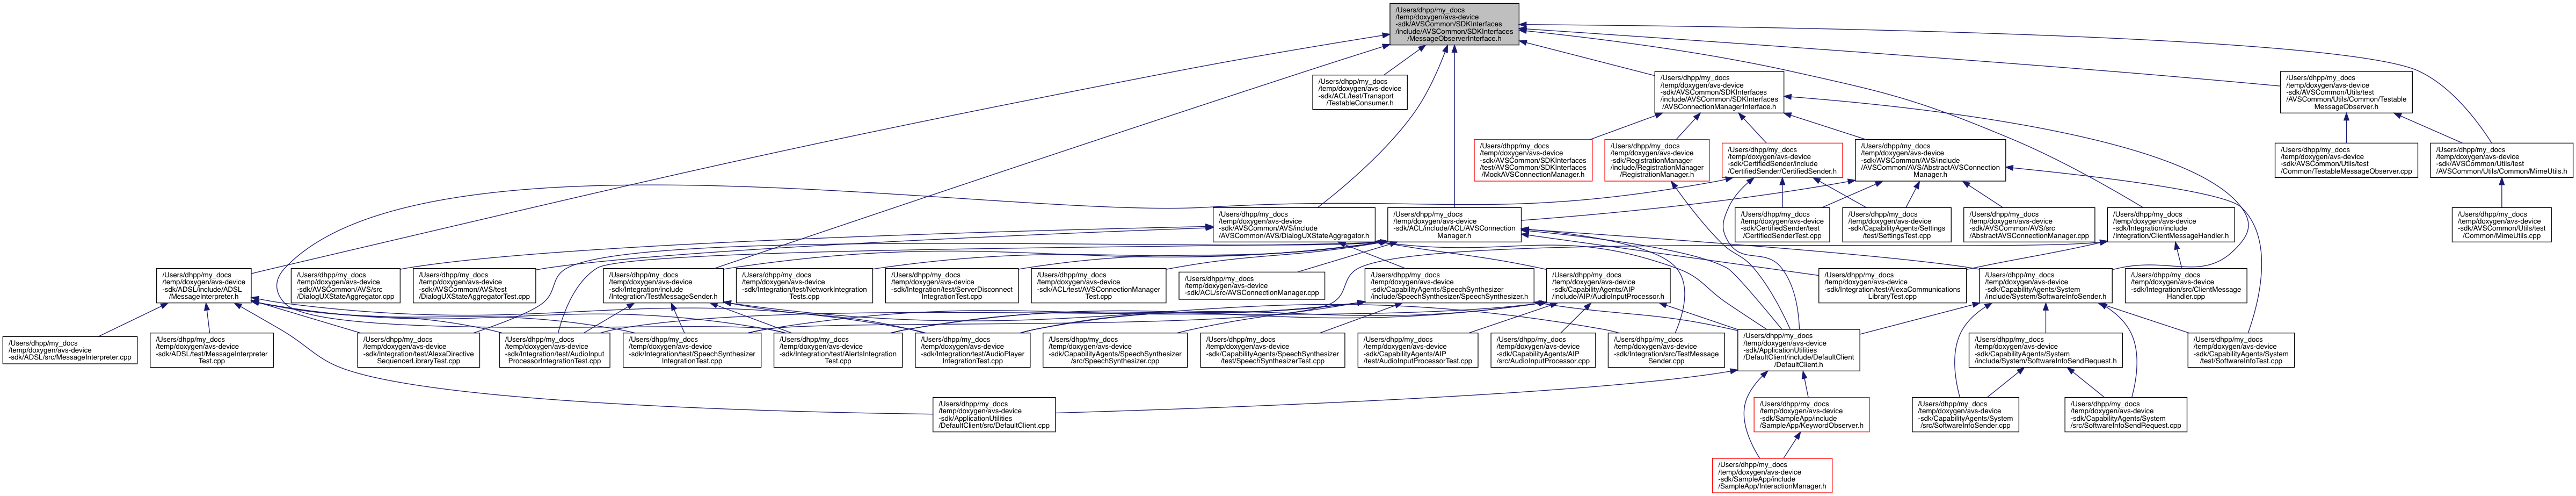 /Users/dhpp/my_docs
/temp/doxygen/avs-device
-sdk/AVSCommon/SDKInterfaces
/include/AVSCommon/SDKInterfaces
/MessageObserverInterface.h
/Users/dhpp/my_docs
/temp/doxygen/avs-device
-sdk/ACL/test/Transport
/TestableConsumer.h
/Users/dhpp/my_docs
/temp/doxygen/avs-device
-sdk/AVSCommon/SDKInterfaces
/include/AVSCommon/SDKInterfaces
/AVSConnectionManagerInterface.h
/Users/dhpp/my_docs
/temp/doxygen/avs-device
-sdk/AVSCommon/Utils/test
/AVSCommon/Utils/Common/Testable
MessageObserver.h
/Users/dhpp/my_docs
/temp/doxygen/avs-device
-sdk/AVSCommon/SDKInterfaces
/test/AVSCommon/SDKInterfaces
/MockAVSConnectionManager.h
/Users/dhpp/my_docs
/temp/doxygen/avs-device
-sdk/RegistrationManager
/include/RegistrationManager
/RegistrationManager.h
/Users/dhpp/my_docs
/temp/doxygen/avs-device
-sdk/CertifiedSender/include
/CertifiedSender/CertifiedSender.h
/Users/dhpp/my_docs
/temp/doxygen/avs-device
-sdk/AVSCommon/AVS/include
/AVSCommon/AVS/AbstractAVSConnection
Manager.h
/Users/dhpp/my_docs
/temp/doxygen/avs-device
-sdk/AVSCommon/Utils/test
/Common/TestableMessageObserver.cpp
/Users/dhpp/my_docs
/temp/doxygen/avs-device
-sdk/AVSCommon/Utils/test
/AVSCommon/Utils/Common/MimeUtils.h
/Users/dhpp/my_docs
/temp/doxygen/avs-device
-sdk/AVSCommon/AVS/include
/AVSCommon/AVS/DialogUXStateAggregator.h
/Users/dhpp/my_docs
/temp/doxygen/avs-device
-sdk/ACL/include/ACL/AVSConnection
Manager.h
/Users/dhpp/my_docs
/temp/doxygen/avs-device
-sdk/CertifiedSender/test
/CertifiedSenderTest.cpp
/Users/dhpp/my_docs
/temp/doxygen/avs-device
-sdk/CapabilityAgents/Settings
/test/SettingsTest.cpp
/Users/dhpp/my_docs
/temp/doxygen/avs-device
-sdk/AVSCommon/AVS/src
/AbstractAVSConnectionManager.cpp
/Users/dhpp/my_docs
/temp/doxygen/avs-device
-sdk/Integration/include
/Integration/ClientMessageHandler.h
/Users/dhpp/my_docs
/temp/doxygen/avs-device
-sdk/AVSCommon/Utils/test
/Common/MimeUtils.cpp
/Users/dhpp/my_docs
/temp/doxygen/avs-device
-sdk/ADSL/include/ADSL
/MessageInterpreter.h
/Users/dhpp/my_docs
/temp/doxygen/avs-device
-sdk/AVSCommon/AVS/src
/DialogUXStateAggregator.cpp
/Users/dhpp/my_docs
/temp/doxygen/avs-device
-sdk/AVSCommon/AVS/test
/DialogUXStateAggregatorTest.cpp
/Users/dhpp/my_docs
/temp/doxygen/avs-device
-sdk/Integration/include
/Integration/TestMessageSender.h
/Users/dhpp/my_docs
/temp/doxygen/avs-device
-sdk/Integration/test/NetworkIntegration
Tests.cpp
/Users/dhpp/my_docs
/temp/doxygen/avs-device
-sdk/Integration/test/ServerDisconnect
IntegrationTest.cpp
/Users/dhpp/my_docs
/temp/doxygen/avs-device
-sdk/ACL/test/AVSConnectionManager
Test.cpp
/Users/dhpp/my_docs
/temp/doxygen/avs-device
-sdk/ACL/src/AVSConnectionManager.cpp
/Users/dhpp/my_docs
/temp/doxygen/avs-device
-sdk/CapabilityAgents/SpeechSynthesizer
/include/SpeechSynthesizer/SpeechSynthesizer.h
/Users/dhpp/my_docs
/temp/doxygen/avs-device
-sdk/CapabilityAgents/AIP
/include/AIP/AudioInputProcessor.h
/Users/dhpp/my_docs
/temp/doxygen/avs-device
-sdk/Integration/test/AlexaCommunications
LibraryTest.cpp
/Users/dhpp/my_docs
/temp/doxygen/avs-device
-sdk/CapabilityAgents/System
/include/System/SoftwareInfoSender.h
/Users/dhpp/my_docs
/temp/doxygen/avs-device
-sdk/Integration/src/ClientMessage
Handler.cpp
/Users/dhpp/my_docs
/temp/doxygen/avs-device
-sdk/ADSL/src/MessageInterpreter.cpp
/Users/dhpp/my_docs
/temp/doxygen/avs-device
-sdk/ADSL/test/MessageInterpreter
Test.cpp
/Users/dhpp/my_docs
/temp/doxygen/avs-device
-sdk/Integration/test/AlexaDirective
SequencerLibraryTest.cpp
/Users/dhpp/my_docs
/temp/doxygen/avs-device
-sdk/Integration/test/AudioInput
ProcessorIntegrationTest.cpp
/Users/dhpp/my_docs
/temp/doxygen/avs-device
-sdk/Integration/test/SpeechSynthesizer
IntegrationTest.cpp
/Users/dhpp/my_docs
/temp/doxygen/avs-device
-sdk/Integration/test/AlertsIntegration
Test.cpp
/Users/dhpp/my_docs
/temp/doxygen/avs-device
-sdk/Integration/test/AudioPlayer
IntegrationTest.cpp
/Users/dhpp/my_docs
/temp/doxygen/avs-device
-sdk/CapabilityAgents/SpeechSynthesizer
/src/SpeechSynthesizer.cpp
/Users/dhpp/my_docs
/temp/doxygen/avs-device
-sdk/CapabilityAgents/SpeechSynthesizer
/test/SpeechSynthesizerTest.cpp
/Users/dhpp/my_docs
/temp/doxygen/avs-device
-sdk/CapabilityAgents/AIP
/test/AudioInputProcessorTest.cpp
/Users/dhpp/my_docs
/temp/doxygen/avs-device
-sdk/CapabilityAgents/AIP
/src/AudioInputProcessor.cpp
/Users/dhpp/my_docs
/temp/doxygen/avs-device
-sdk/Integration/src/TestMessage
Sender.cpp
/Users/dhpp/my_docs
/temp/doxygen/avs-device
-sdk/ApplicationUtilities
/DefaultClient/include/DefaultClient
/DefaultClient.h
/Users/dhpp/my_docs
/temp/doxygen/avs-device
-sdk/CapabilityAgents/System
/include/System/SoftwareInfoSendRequest.h
/Users/dhpp/my_docs
/temp/doxygen/avs-device
-sdk/CapabilityAgents/System
/test/SoftwareInfoTest.cpp
/Users/dhpp/my_docs
/temp/doxygen/avs-device
-sdk/ApplicationUtilities
/DefaultClient/src/DefaultClient.cpp
/Users/dhpp/my_docs
/temp/doxygen/avs-device
-sdk/SampleApp/include
/SampleApp/KeywordObserver.h
/Users/dhpp/my_docs
/temp/doxygen/avs-device
-sdk/CapabilityAgents/System
/src/SoftwareInfoSender.cpp
/Users/dhpp/my_docs
/temp/doxygen/avs-device
-sdk/CapabilityAgents/System
/src/SoftwareInfoSendRequest.cpp
/Users/dhpp/my_docs
/temp/doxygen/avs-device
-sdk/SampleApp/include
/SampleApp/InteractionManager.h